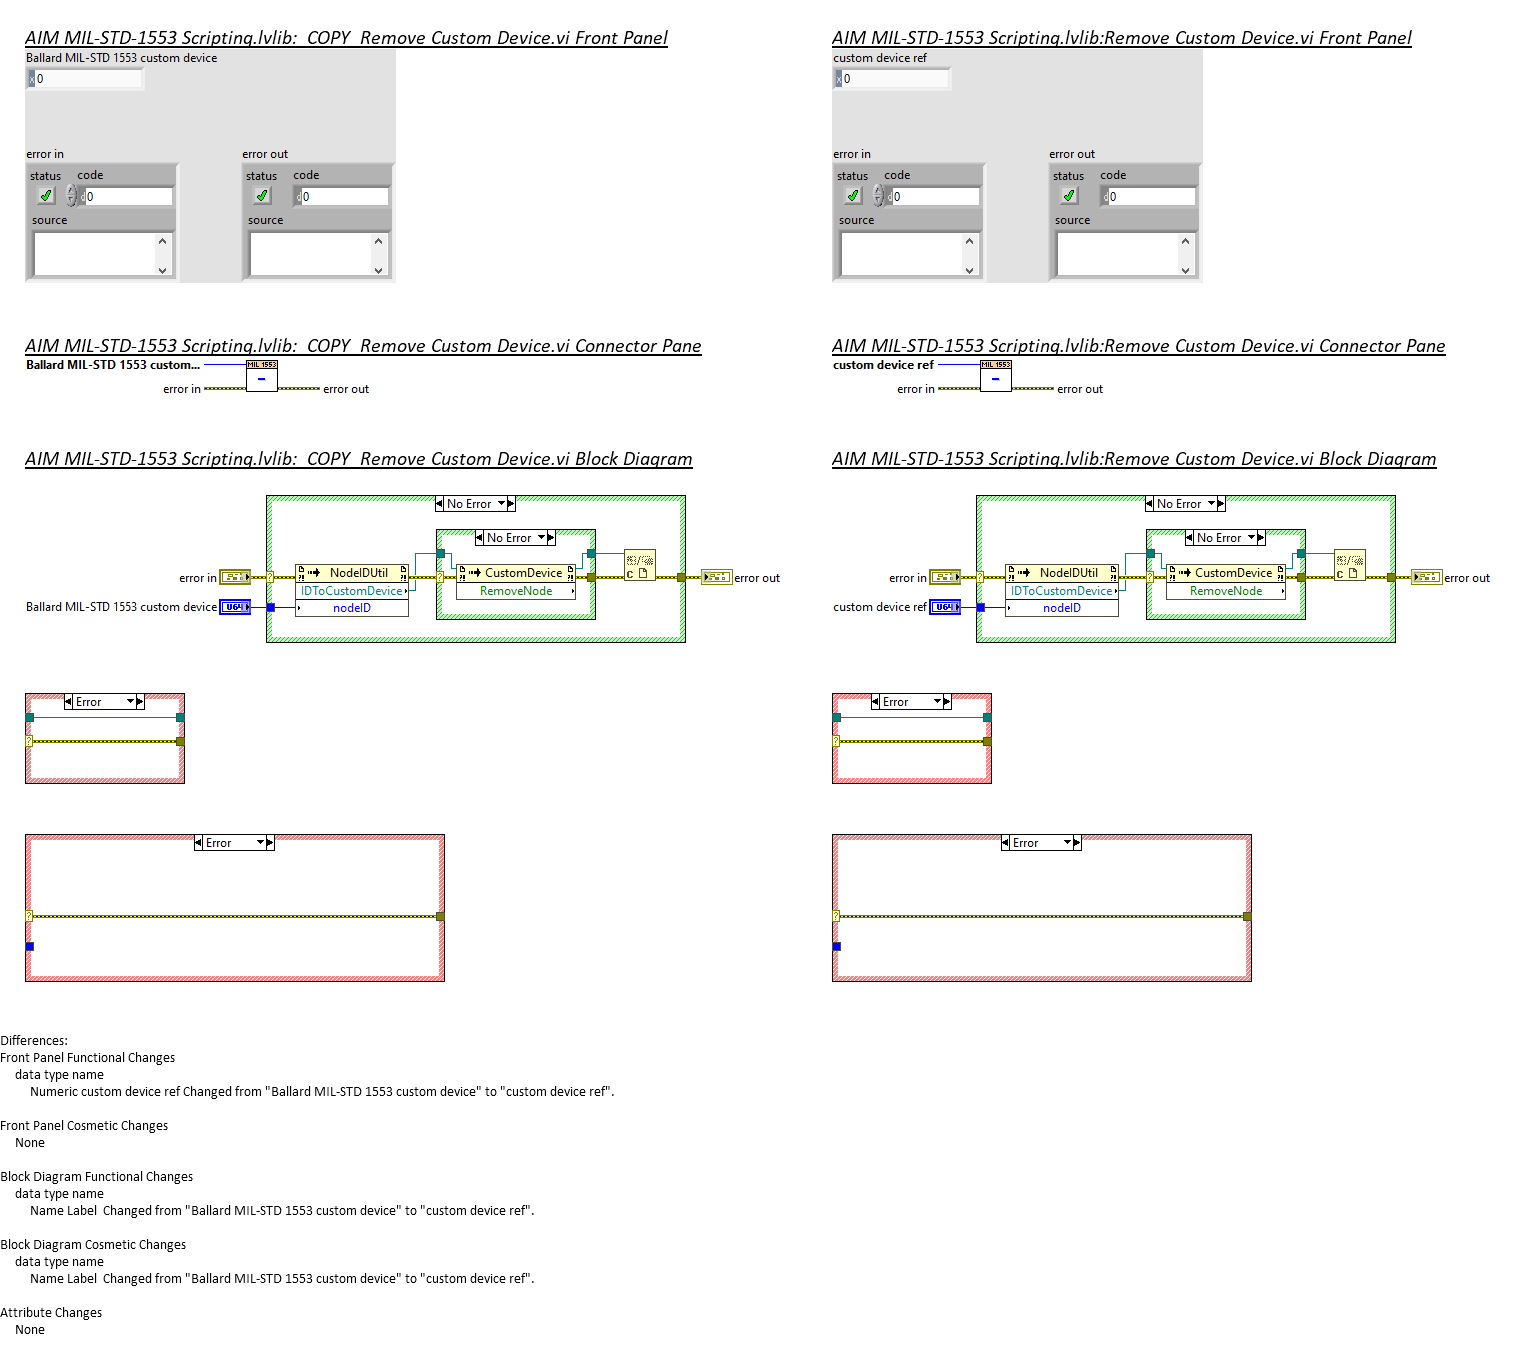 AIM MIL-STD-1553 Scripting.lvlib:  COPY  Remove Custom Device.vi Front Panel
Ballard MIL-STD 1553 custom device
x 0
error in
error out
status code
d 0
source
status code
d 0
source
AIM MIL-STD-1553 Scripting.lvlib:Remove Custom Device.vi Front Panel
custom device ref
x 0
error in
error out
status code
d 0
source
status code
d 0
source
AIM MIL-STD-1553 Scripting.lvlib:  COPY  Remove Custom Device.vi Connector Pane
Ballard MIL-STD 1553 custom...
MIL 1553
error in
error out
AIM MIL-STD-1553 Scripting.lvlib:Remove Custom Device.vi Connector Pane
custom device ref
MIL 1553
error in
error out
AIM MIL-STD-1553 Scripting.lvlib:  COPY  Remove Custom Device.vi Block Diagram
No Error
No Error
error in
? NodeIDUtil
?!
IDToCustomDevice
nodeID
? CustomDevice
?!
RemoveNode
C
error out
Ballard MIL-STD 1553 custom device
U64
AIM MIL-STD-1553 Scripting.lvlib:Remove Custom Device.vi Block Diagram
No Error
No Error
error in
? NodeIDUtil
?!
IDToCustomDevice
nodeID
? CustomDevice
?!
RemoveNode
C
error out
custom device ref
U64
Error
?
Error
?
Error
?
Error
?
Differences:
Front Panel Functional Changes
data type name
Numeric custom device ref Changed from "Ballard MIL-STD 1553 custom device" to "custom device ref".
Front Panel Cosmetic Changes
None
Block Diagram Functional Changes
data type name
Name Label  Changed from "Ballard MIL-STD 1553 custom device" to "custom device ref".
Block Diagram Cosmetic Changes
data type name
Name Label  Changed from "Ballard MIL-STD 1553 custom device" to "custom device ref".
Attribute Changes
None